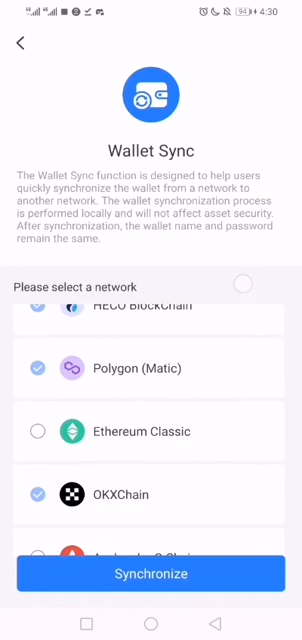 94 4:30
Wallet Sync
The Wallet Sync function is designed to help users
quickly synchronize the wallet from a network to
another network. The wallet synchronization process
is performed locally and will not affect asset security.
After synchronization, the wallet name and password
remain the same.
Please select a network
HECO BlockChain
Polygon (Matic)
Ethereum Classic
OKXChain
Synchronize